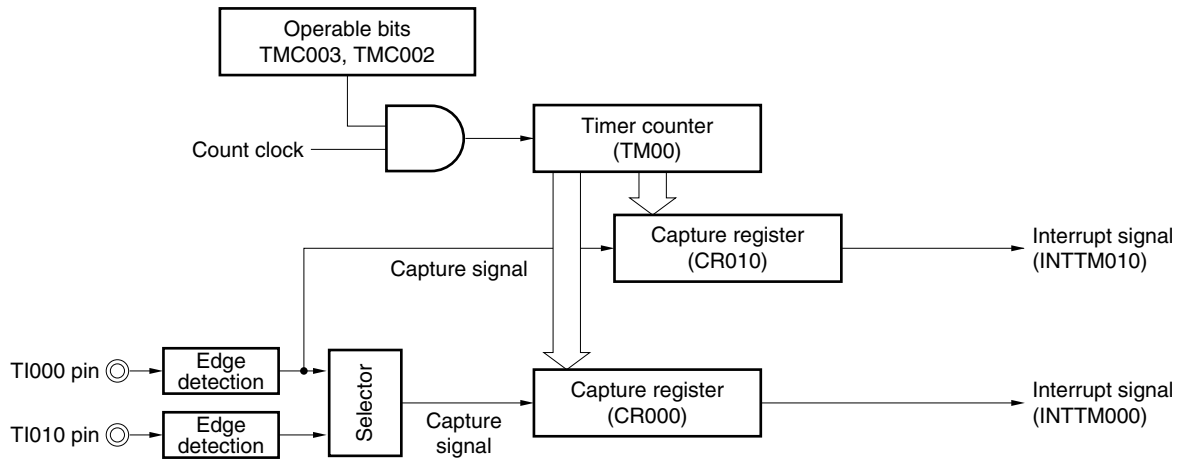 Operable bits
TMC003, TMC002
Count clock
Timer counter
(TM00)
Capture register
(CR010)
Interrupt signal
(INTTM010)
Capture signal
TI000 pin
Edge
detection
Selector
Capture register
(CR000)
Interrupt signal
(INTTM000)
TI010 pin
Edge
detection
Capture
signal